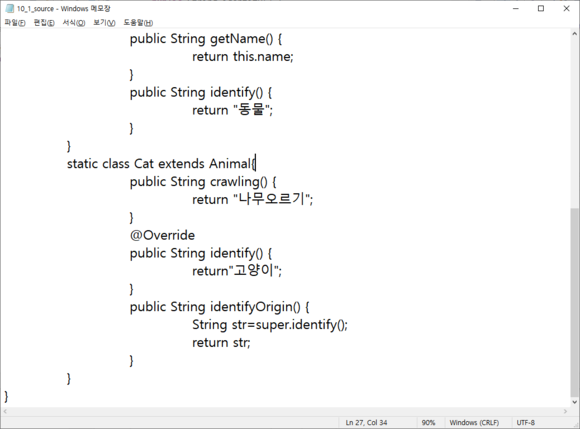 10_1_source - Windows 메모장
파일(F) 편집(E) 서식(O) 보기(V) 도움말(H)
public String getName() {
return this.name;
}
public String identify() {
return "동물";
}
}
static class Cat extends Animal{
public String crawling() {
return "나무오르기";
}
@Override
public String identify() {
return"고양이";
}
public String identifyOrigin() {
String str=super.identify();
return str;
}
}
}
Ln 27, Col 34 90% Windows (CRLF) UTF-8